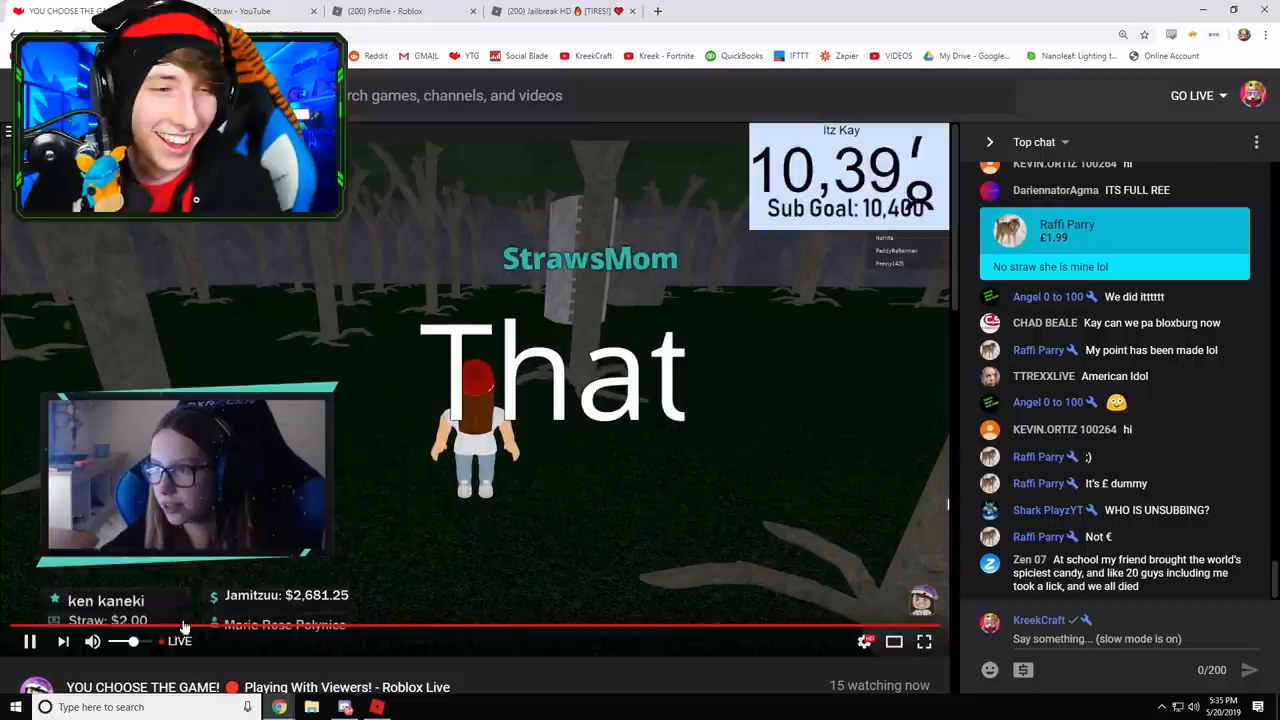 YOU CHOOSE THE GA
Straw - YouTube
(200) Profile - Roblox
(200) Jailbreak HD 🔥 [TIRES!] ❤
Reddit GMAIL YTG Social Blade KreekCraft Kreek - Fortnite QuickBooks IFTTT Zapier VIDEOS My Drive - Google... Nanoleaf: Lighting t... Online Account
rch games, channels, and videos
GO LIVE
Itz Kay
10,39
Sub Goal: 10,400
StrawsMom
That
ken kaneki
Straw: $2.00
Jamitzuu: $2,681.25
Marie Rose Polynice
LIVE
HD
YOU CHOOSE THE GAME! 🔴 Playing With Viewers! - Roblox Live
15 watching now
Top chat
KEVIN.ORTIZ 100264 hi
DariennatorAgma ITS FULL REE
Raffi Parry
£1.99
No straw she Is mine lol
Angel 0 to 100 We did itttttt
CHAD BEALE Kay can we pa bloxburg now
Raffi Parry My point has been made lol
TTREXXLiVE American Idol
Angel 0 to 100
KEVIN.ORTIZ 100264 hi
Raffi Parry ;)
Raffi Parry It's £ dummy
Shark PlayzYT WHO IS UNSUBBING?
Raffi Parry Not €
Zen 07 At school my friend brought the world's
spiciest candy, and like 20 guys including me
took a lick, and we all died
KreekCraft
Say something... (slow mode is on)
0/200
Type here to search
5:35 PM
5/20/2019